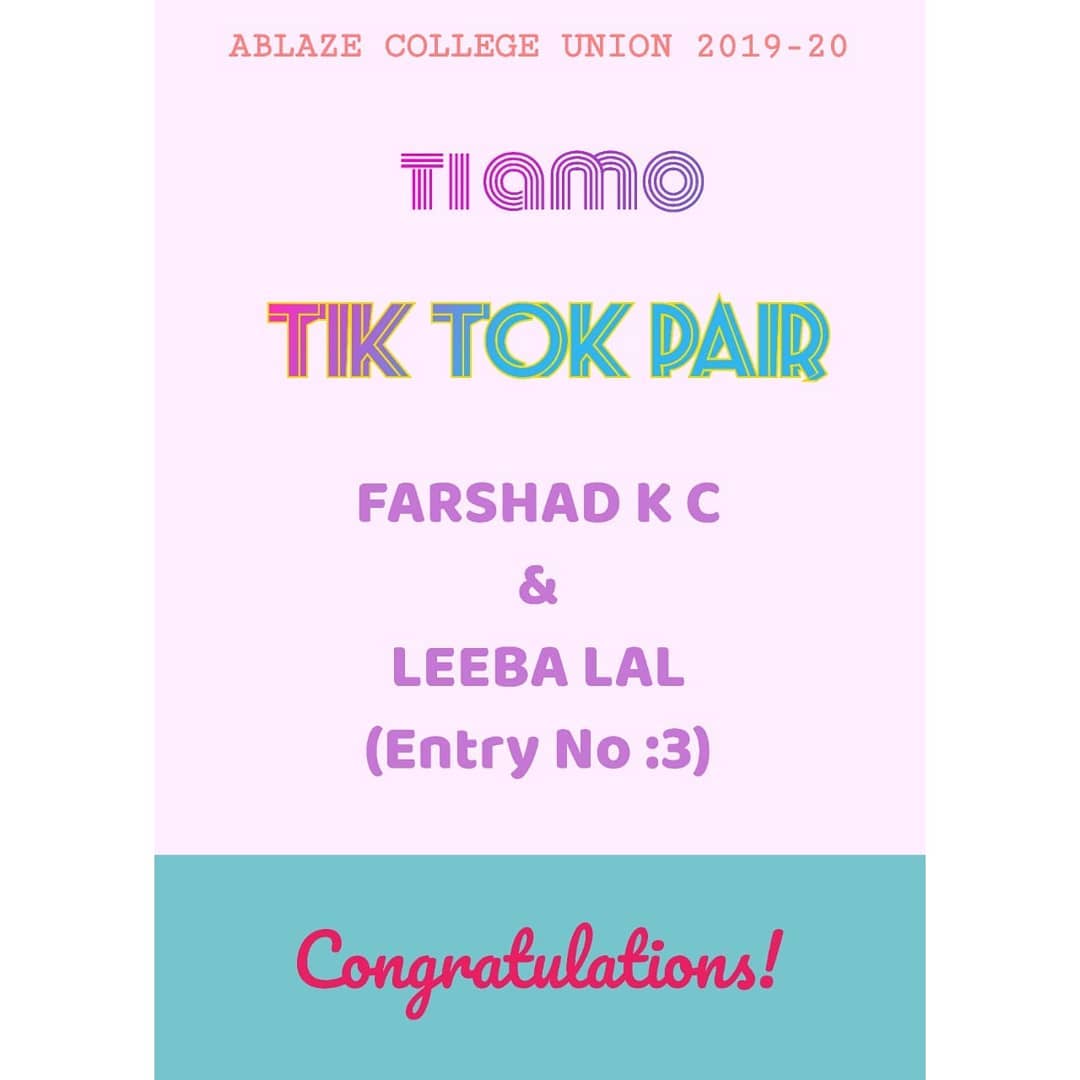 ABLAZE COLLEGE UNION 2019-20
TI amo
TIK TOK PAIR
FARSHAD K C
&
LEEBA LAL
(Entry No :3)
Congratulations!